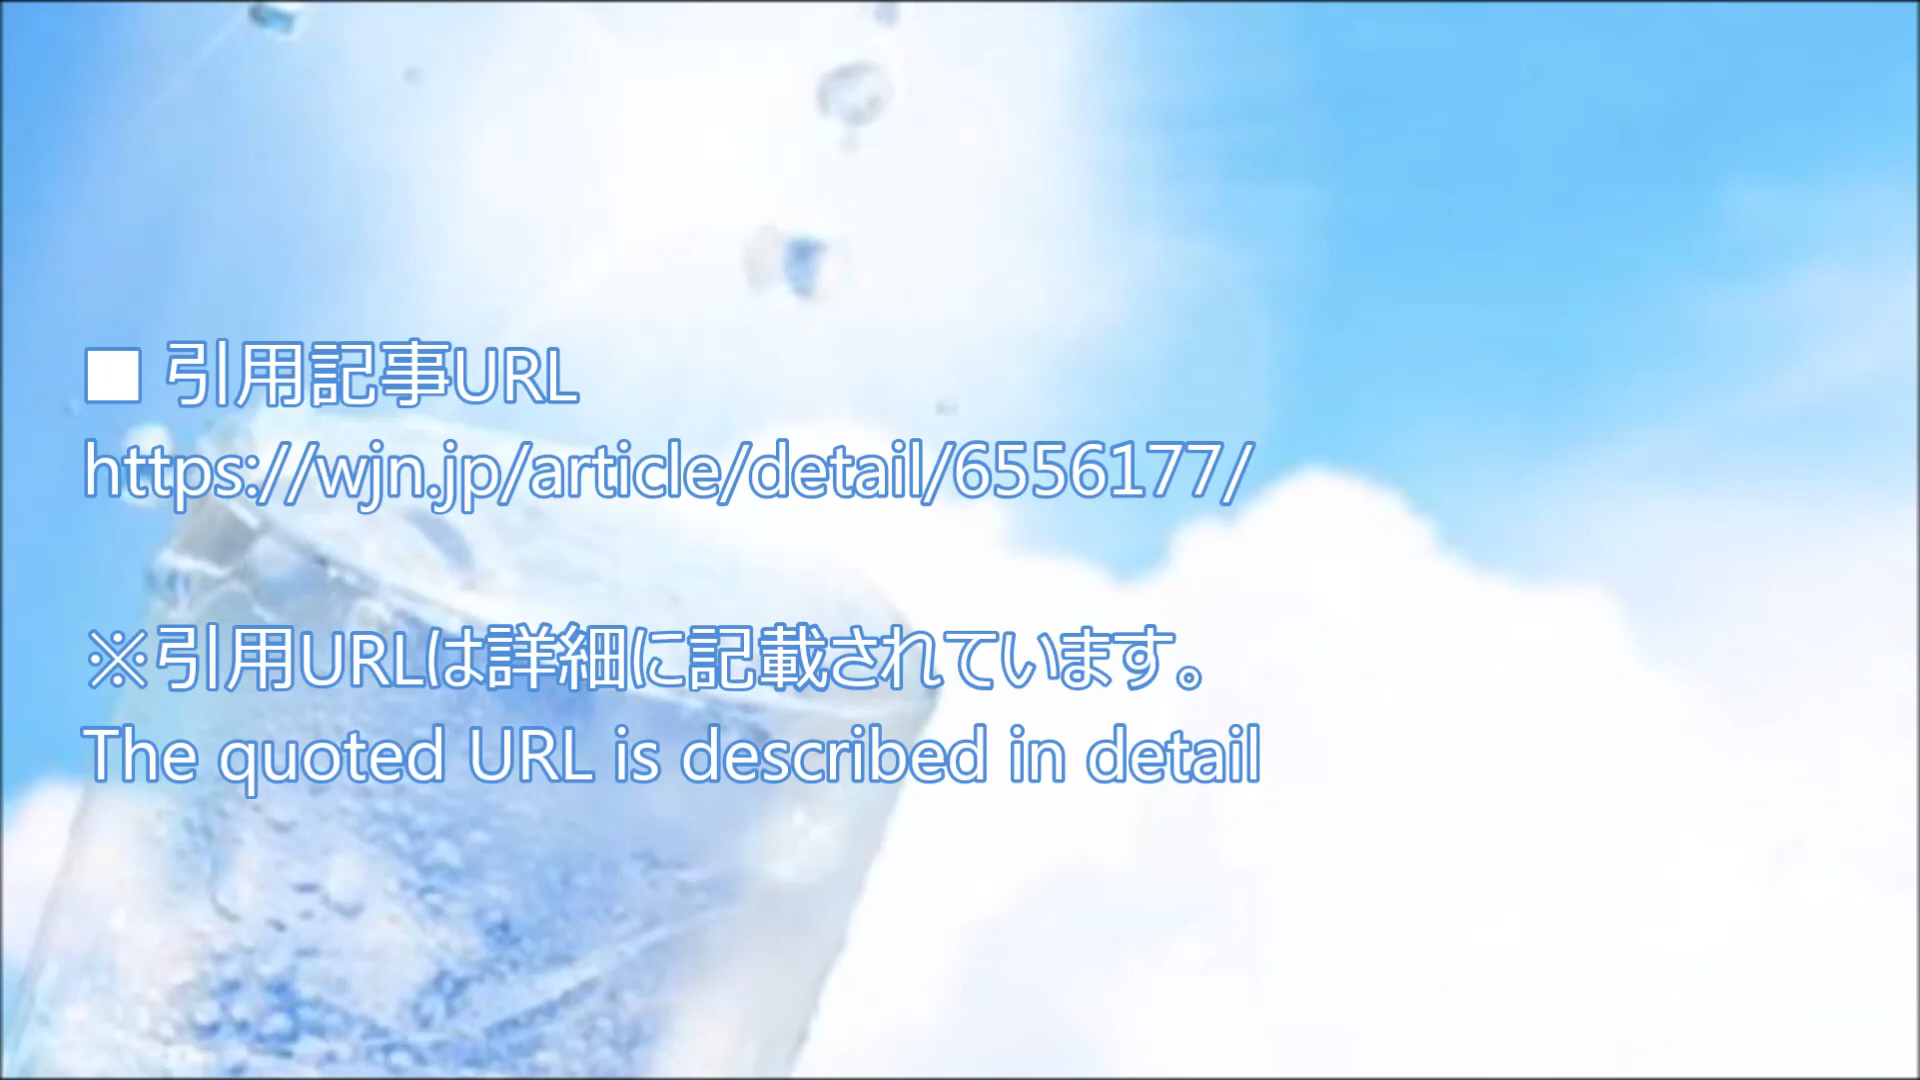 ■ 引用記事URL
https://wjn.jp/article/detail/6556177/
※引用URLは詳細に記載されています。
The quoted URL is described in detail